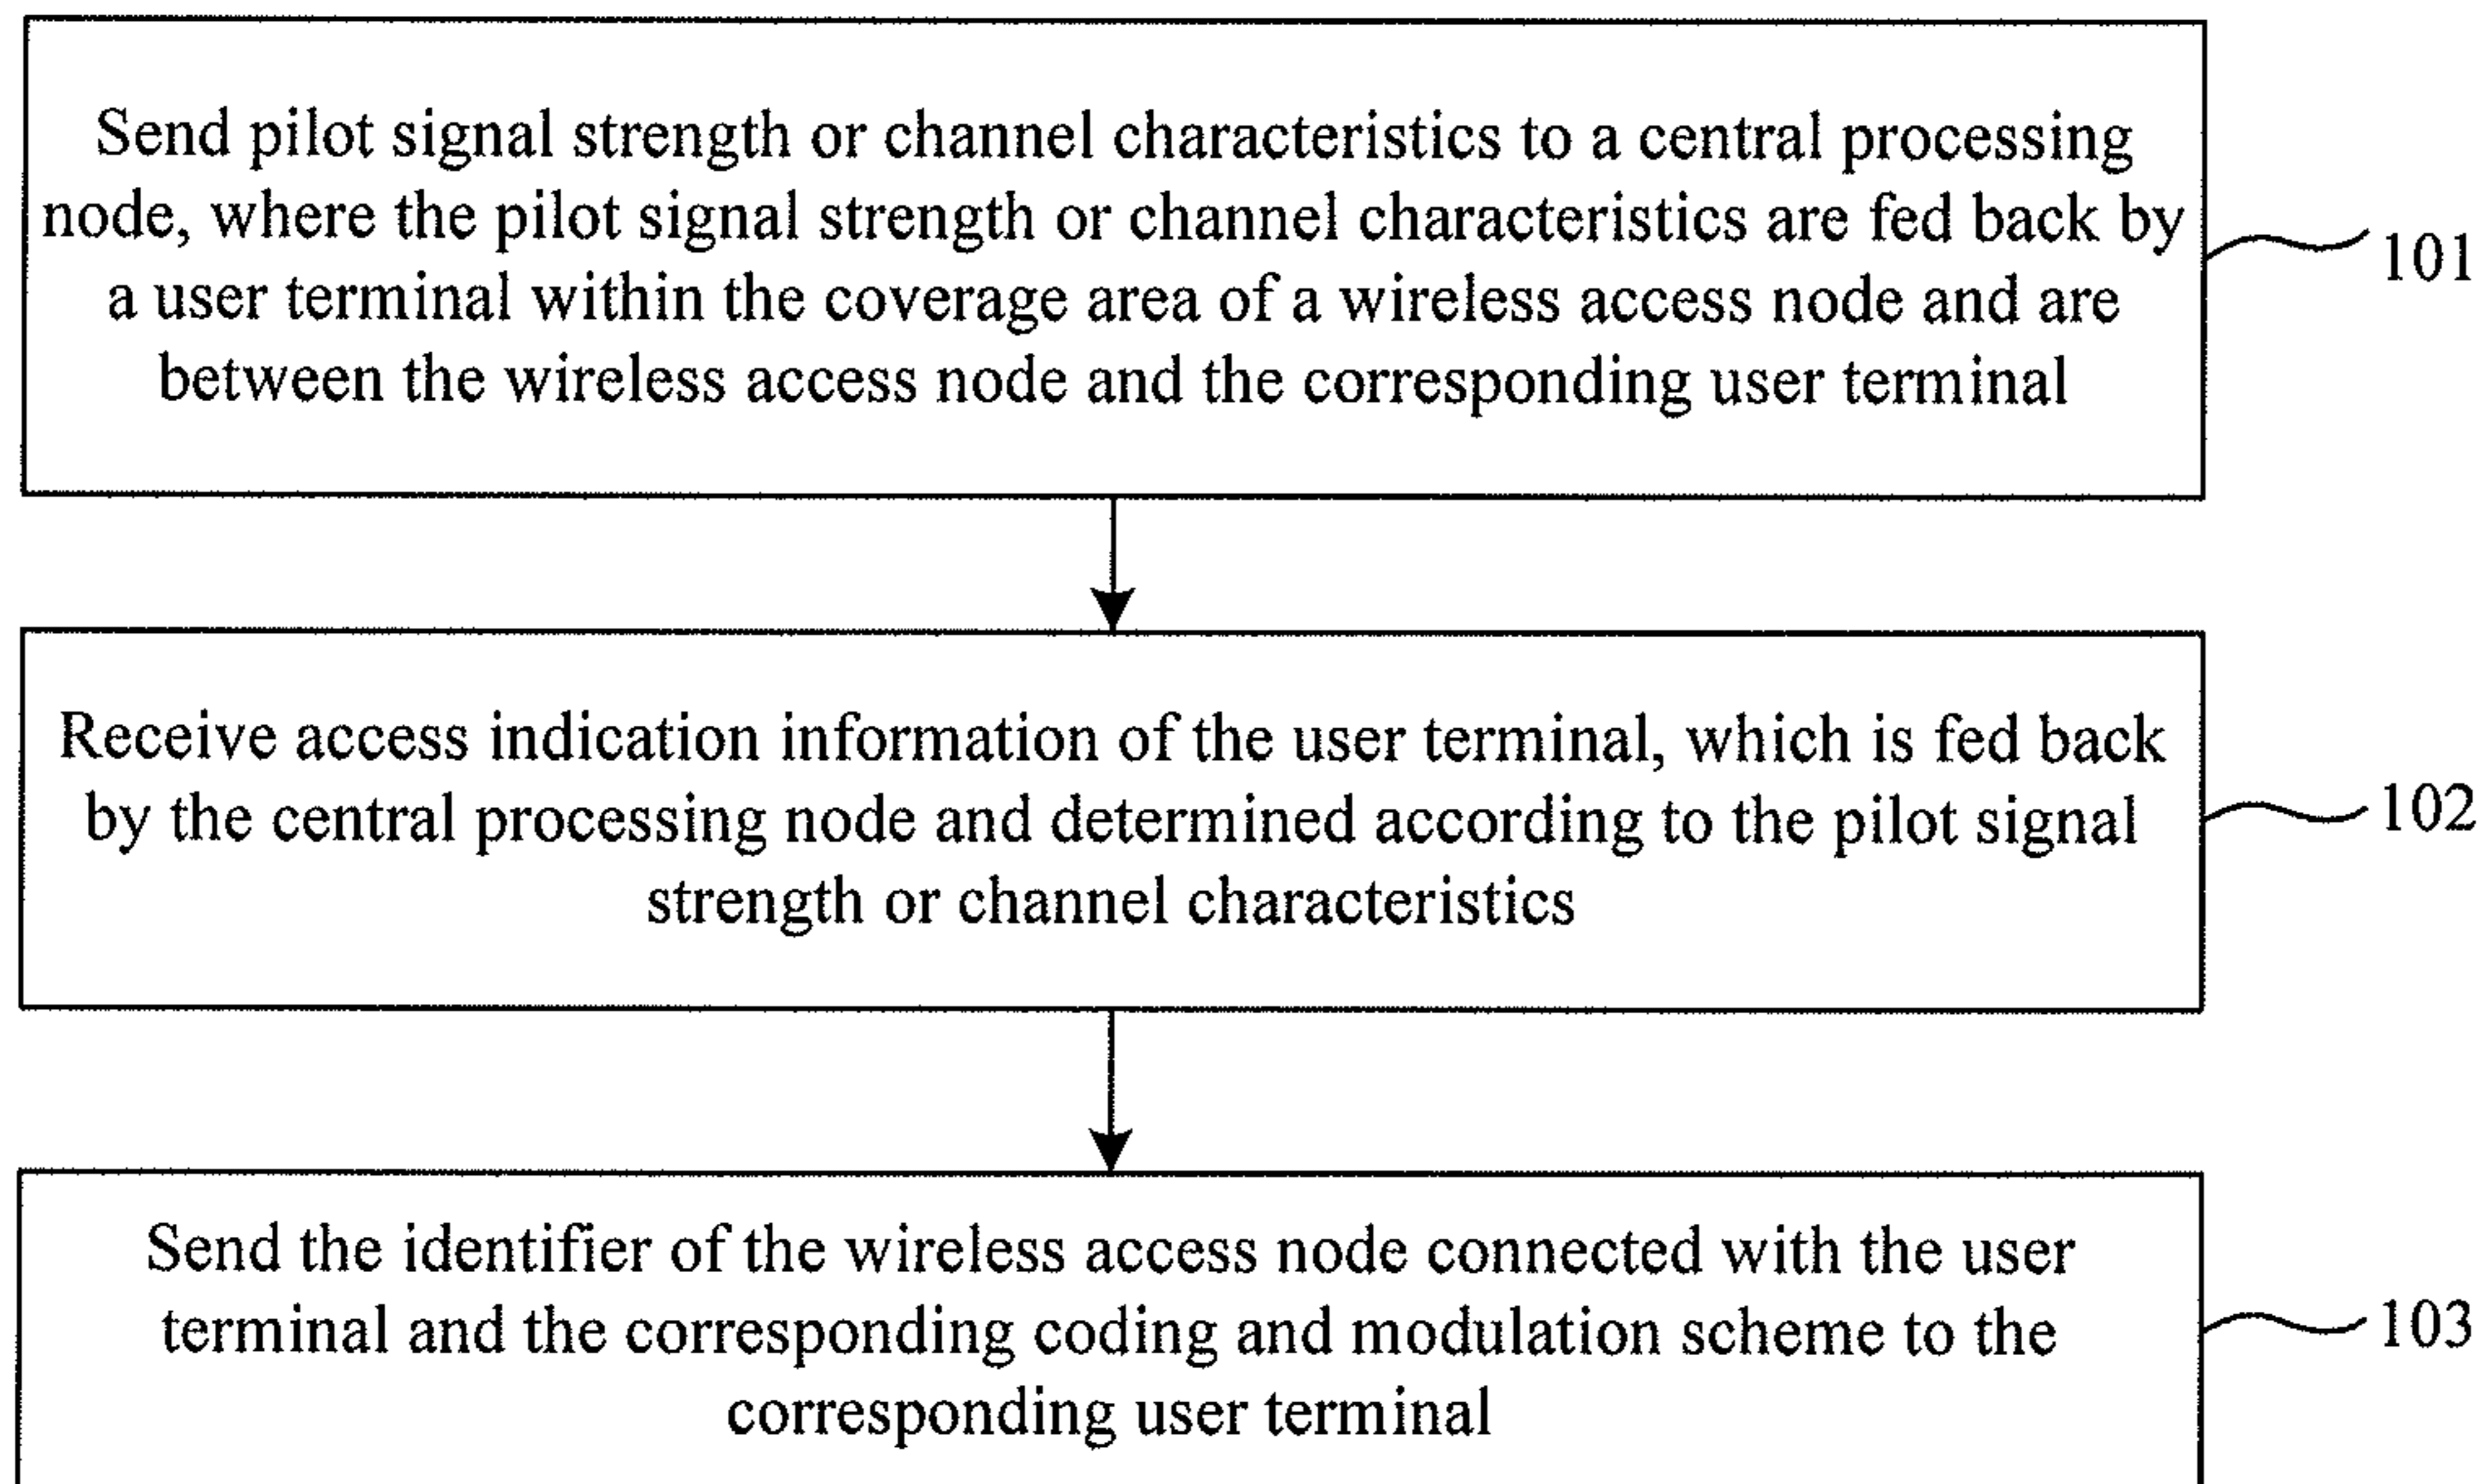 Send pilot signal strength or channel characteristics to a central processing
node, where the pilot signal strength or channel characteristics are fed back by
a user terminal within the coverage area of a wireless access node and are
between the wireless access node and the corresponding user terminal
101
Receive access indication information of the user terminal, which is fed back
by the central processing node and determined according to the pilot signal
strength or channel characteristics
102
Send the identifier of the wireless access node connected with the user
terminal and the corresponding coding and modulation scheme to the
corresponding user terminal
103